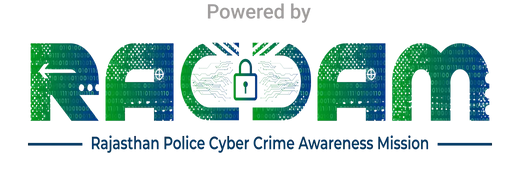 Powered by
Rajasthan Police Cyber Crime Awareness Mission